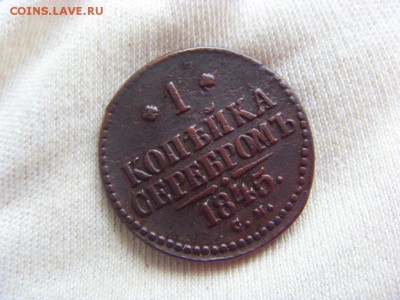 COINS.LAVE.RU
* 1 *
КОПѢЙКА
СЕРЕБРОМЪ
1845.
С. М.